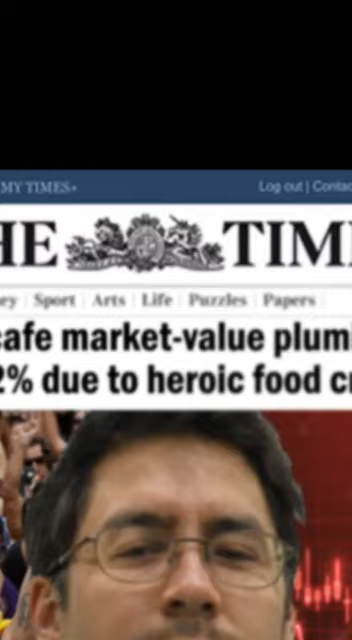 MY TIMES+ Log out | Contac
HE TIM
ey Sport Arts Life Puzzles Papers
cafe market-value plum
2% due to heroic food cr